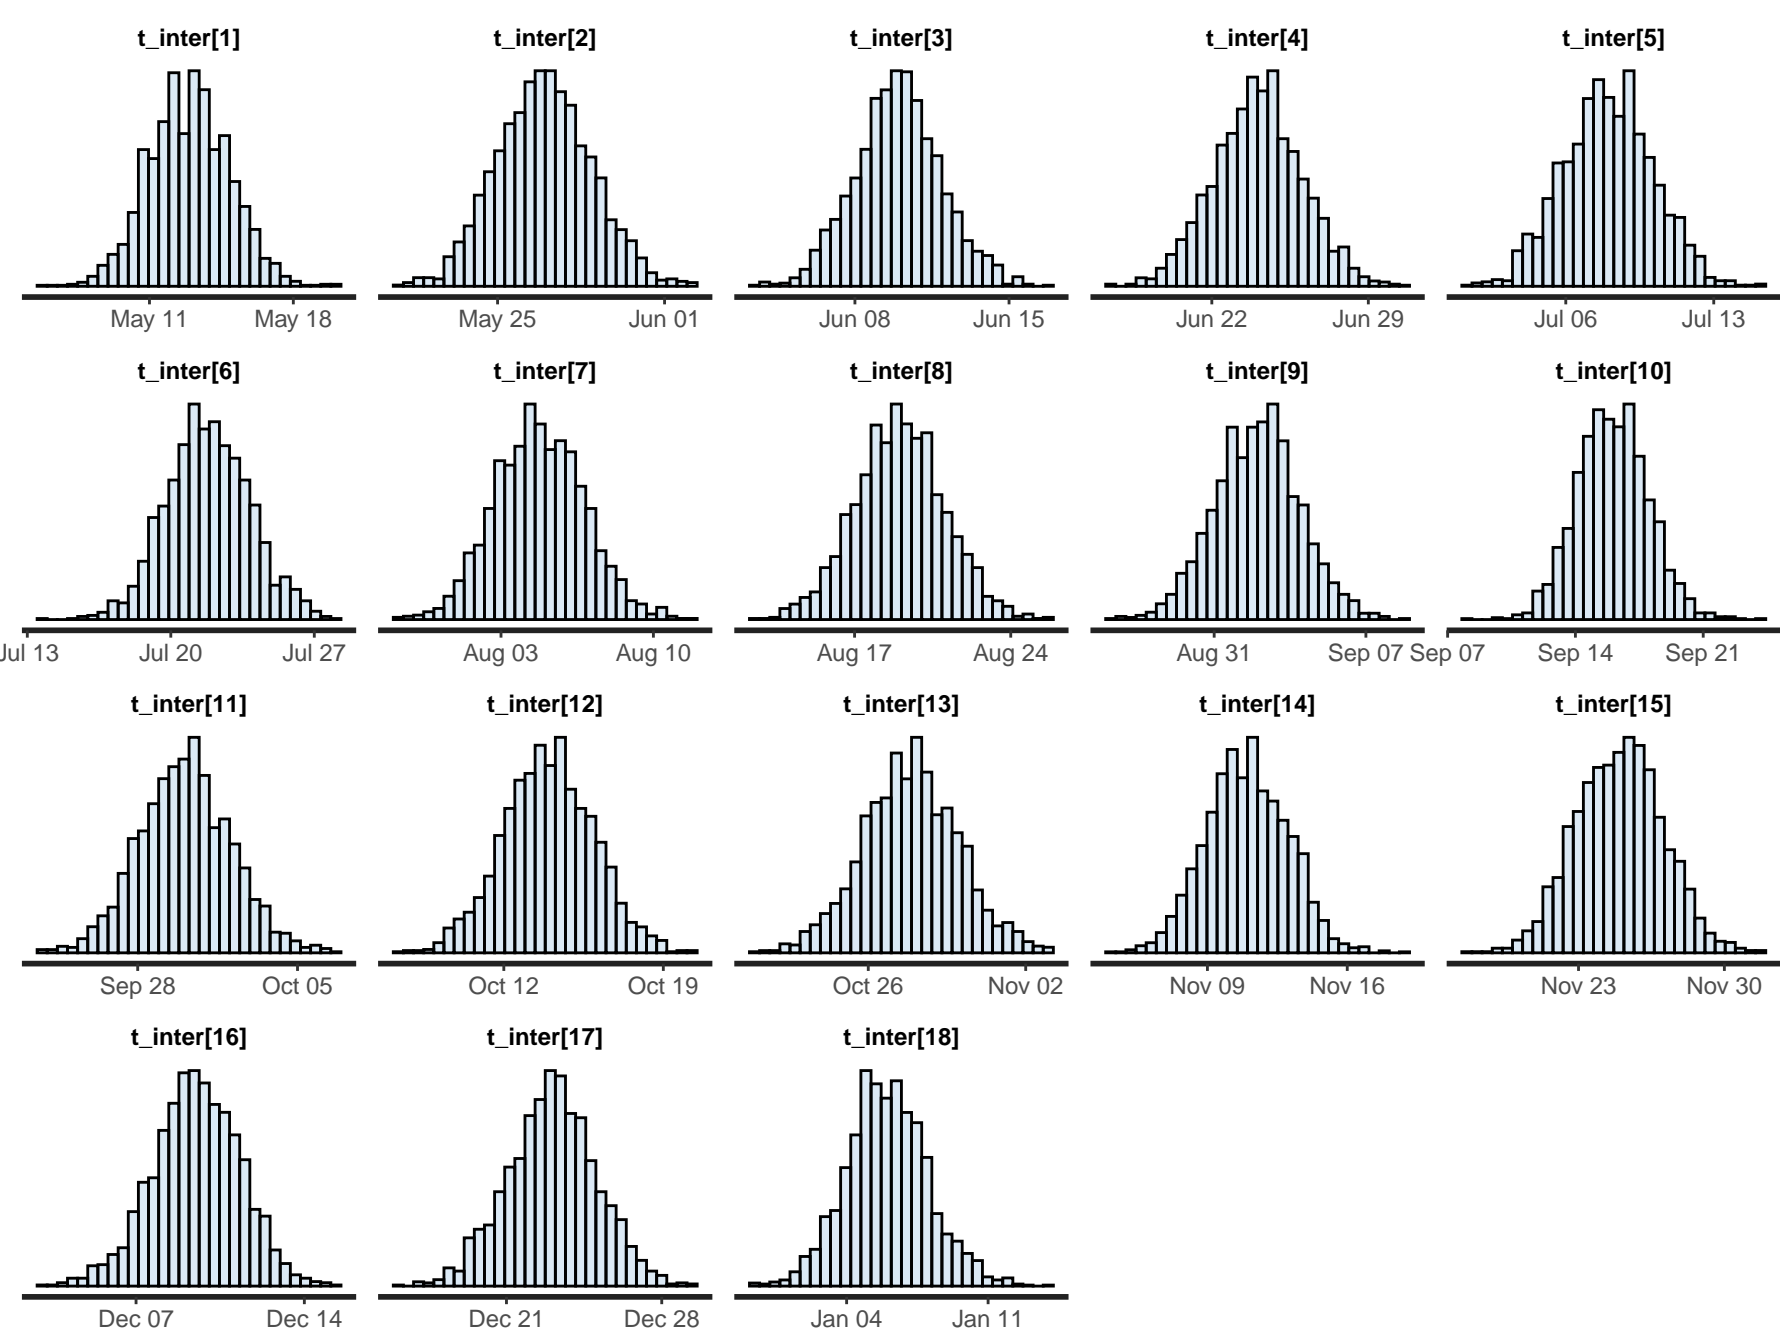 t_inter[1] t_inter[2] t_inter[3] t_inter[4] t_inter[5]
May 11 May 18 May 25 Jun 01 Jun 08 Jun 15 Jun 22 Jun 29 Jul 06 Jul 13
t_inter[6] t_inter[7] t_inter[8] t_inter[9] t_inter[10]
Jul 13 Jul 20 Jul 27 Aug 03 Aug 10 Aug 17 Aug 24 Aug 31 Sep 07 Sep 07 Sep 14 Sep 21
t_inter[11] t_inter[12] t_inter[13] t_inter[14] t_inter[15]
Sep 28 Oct 05 Oct 12 Oct 19 Oct 26 Nov 02 Nov 09 Nov 16 Nov 23 Nov 30
t_inter[16] t_inter[17] t_inter[18]
Dec 07 Dec 14 Dec 21 Dec 28 Jan 04 Jan 11